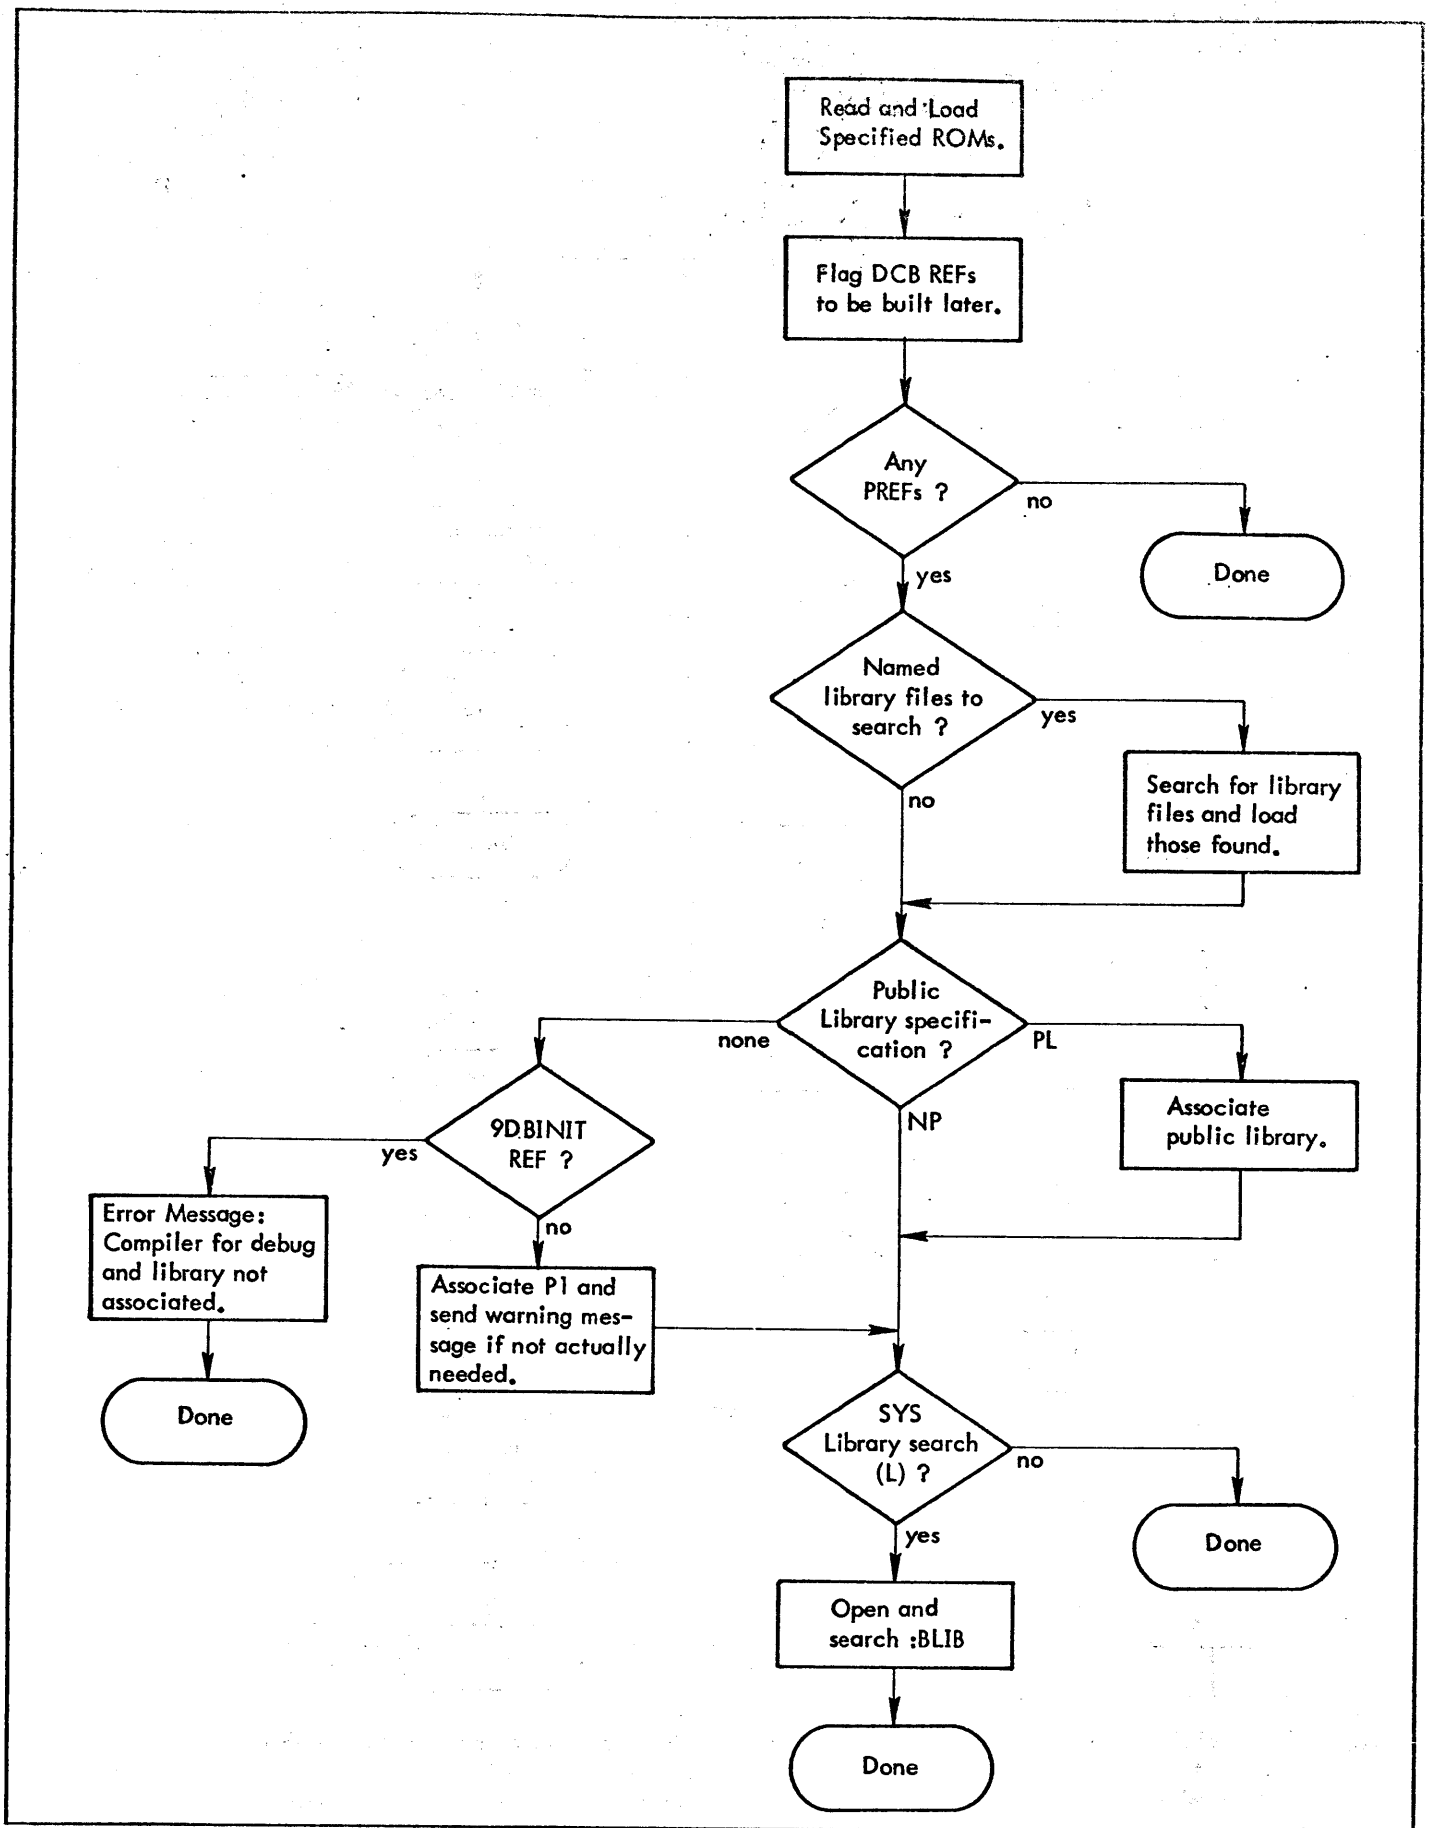 Read and Load
Specified ROMs.
Flag DCB REFs
to be built later.
Any
PREFs ?
no
Done
yes
Named
library files to
search ?
yes
Search for library
files and load
those found.
no
Public
Library specifi-
cation ?
none
PL
NP
Associate
public library.
9DBINIT
REF ?
yes
Error Message:
Compiler for debug
and library not
associated.
Done
no
Associate P1 and
send warning mes-
sage if not actually
needed.
SYS
Library search
(L) ?
no
Done
yes
Open and
search :BLIB
Done